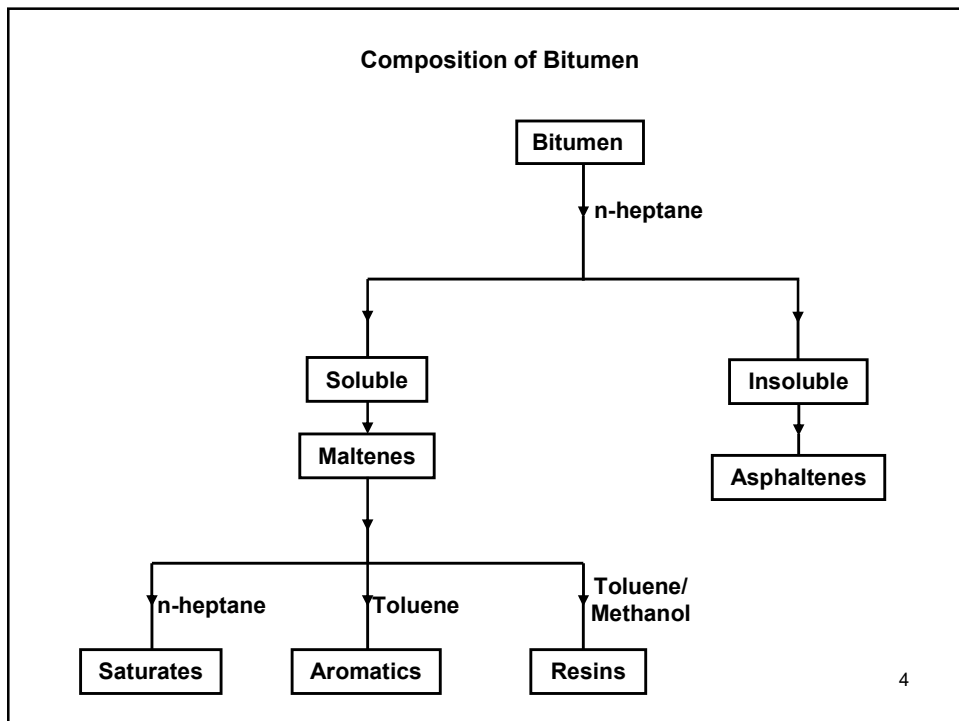 Composition of Bitumen
Bitumen
n-heptane
Soluble
Insoluble
Maltenes
Asphaltenes
n-heptane
Toluene
Toluene/
Methanol
Saturates
Aromatics
Resins
4